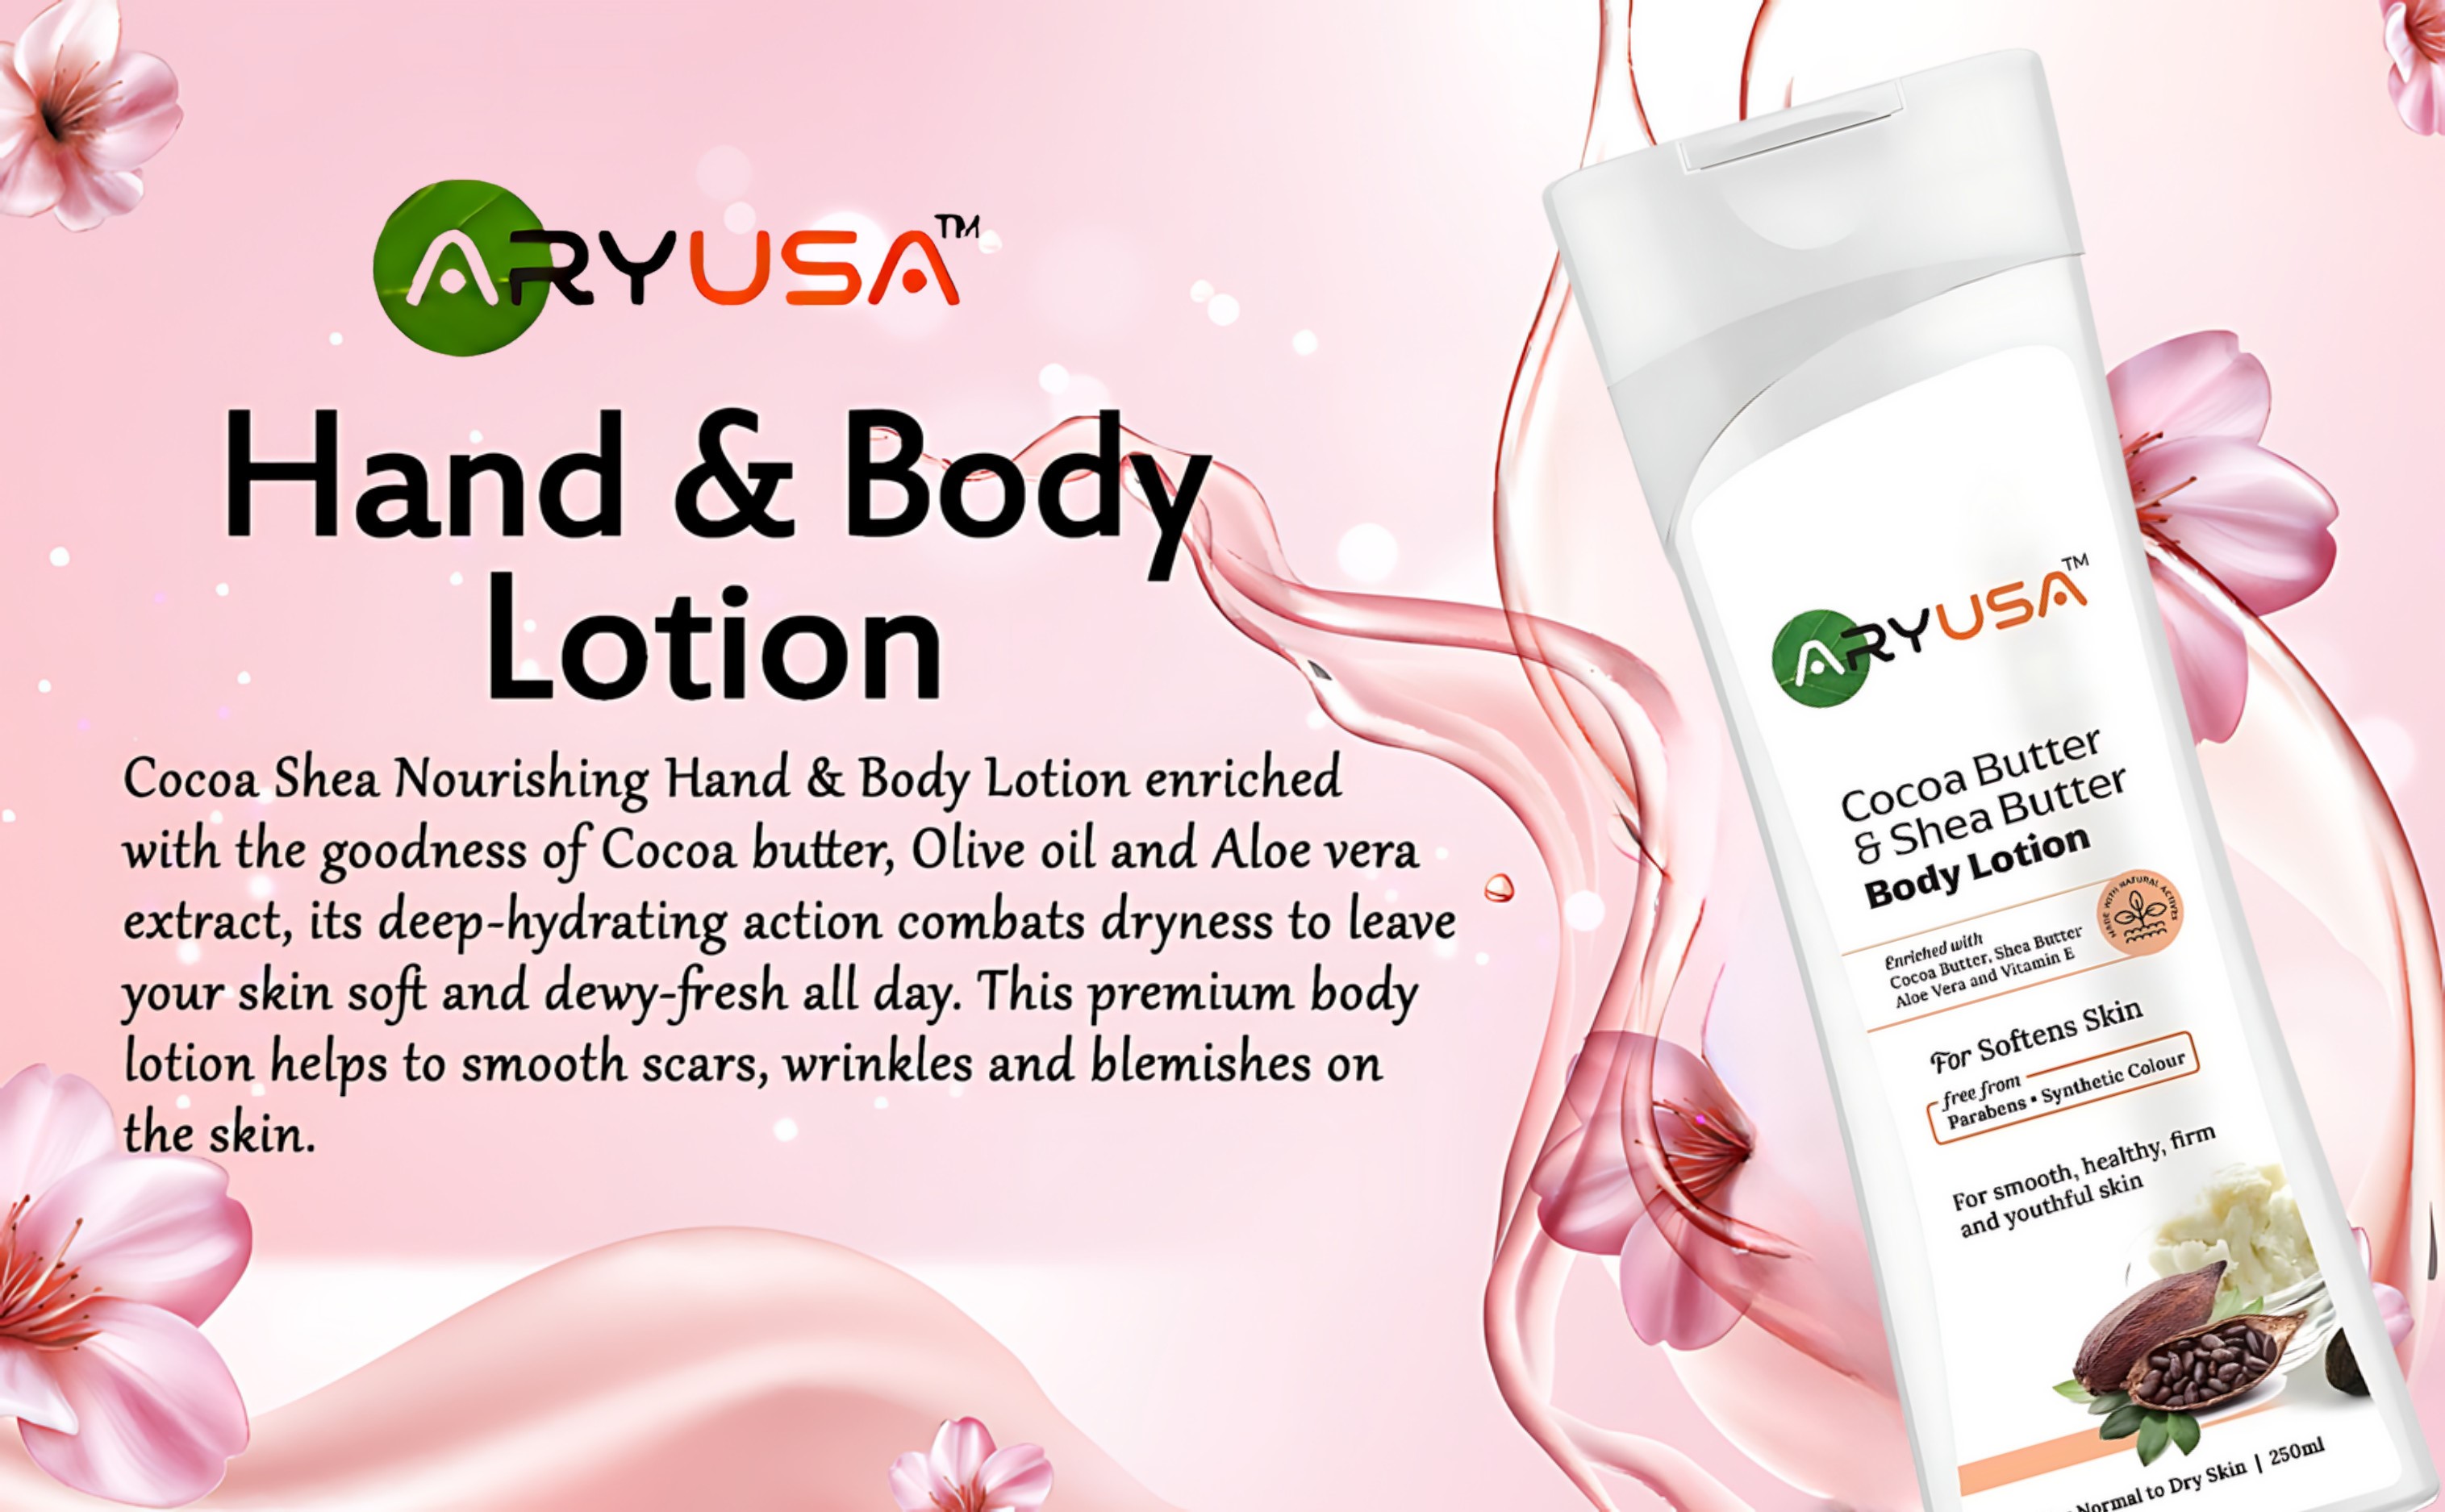 ARYUSA™
Hand & Body
Lotion
Cocoa Shea Nourishing Hand & Body Lotion enriched
with the goodness of Cocoa butter, Olive oil and Aloe vera
extract, its deep-hydrating action combats dryness to leave
your skin soft and dewy-fresh all day. This premium body
lotion helps to smooth scars, wrinkles and blemishes on
the skin.
ARYUSA™
Cocoa Butter
& Shea Butter
Body Lotion
MADE WITH NATURAL ACTIVES
Enriched with
Cocoa Butter, Shea Butter
Aloe Vera and Vitamin E
For Softens Skin
free from
Parabens • Synthetic Colour
For smooth, healthy, firm
and youthful skin
Normal to Dry Skin | 250ml